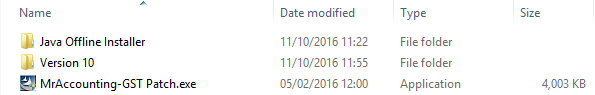 Name Date modified Type Size
Java Offline Installer 11/10/2016 11:22 File folder
Version 10 11/10/2016 11:55 File folder
MrAccounting-GST Patch.exe 05/02/2016 12:00 Application 4,003 KB